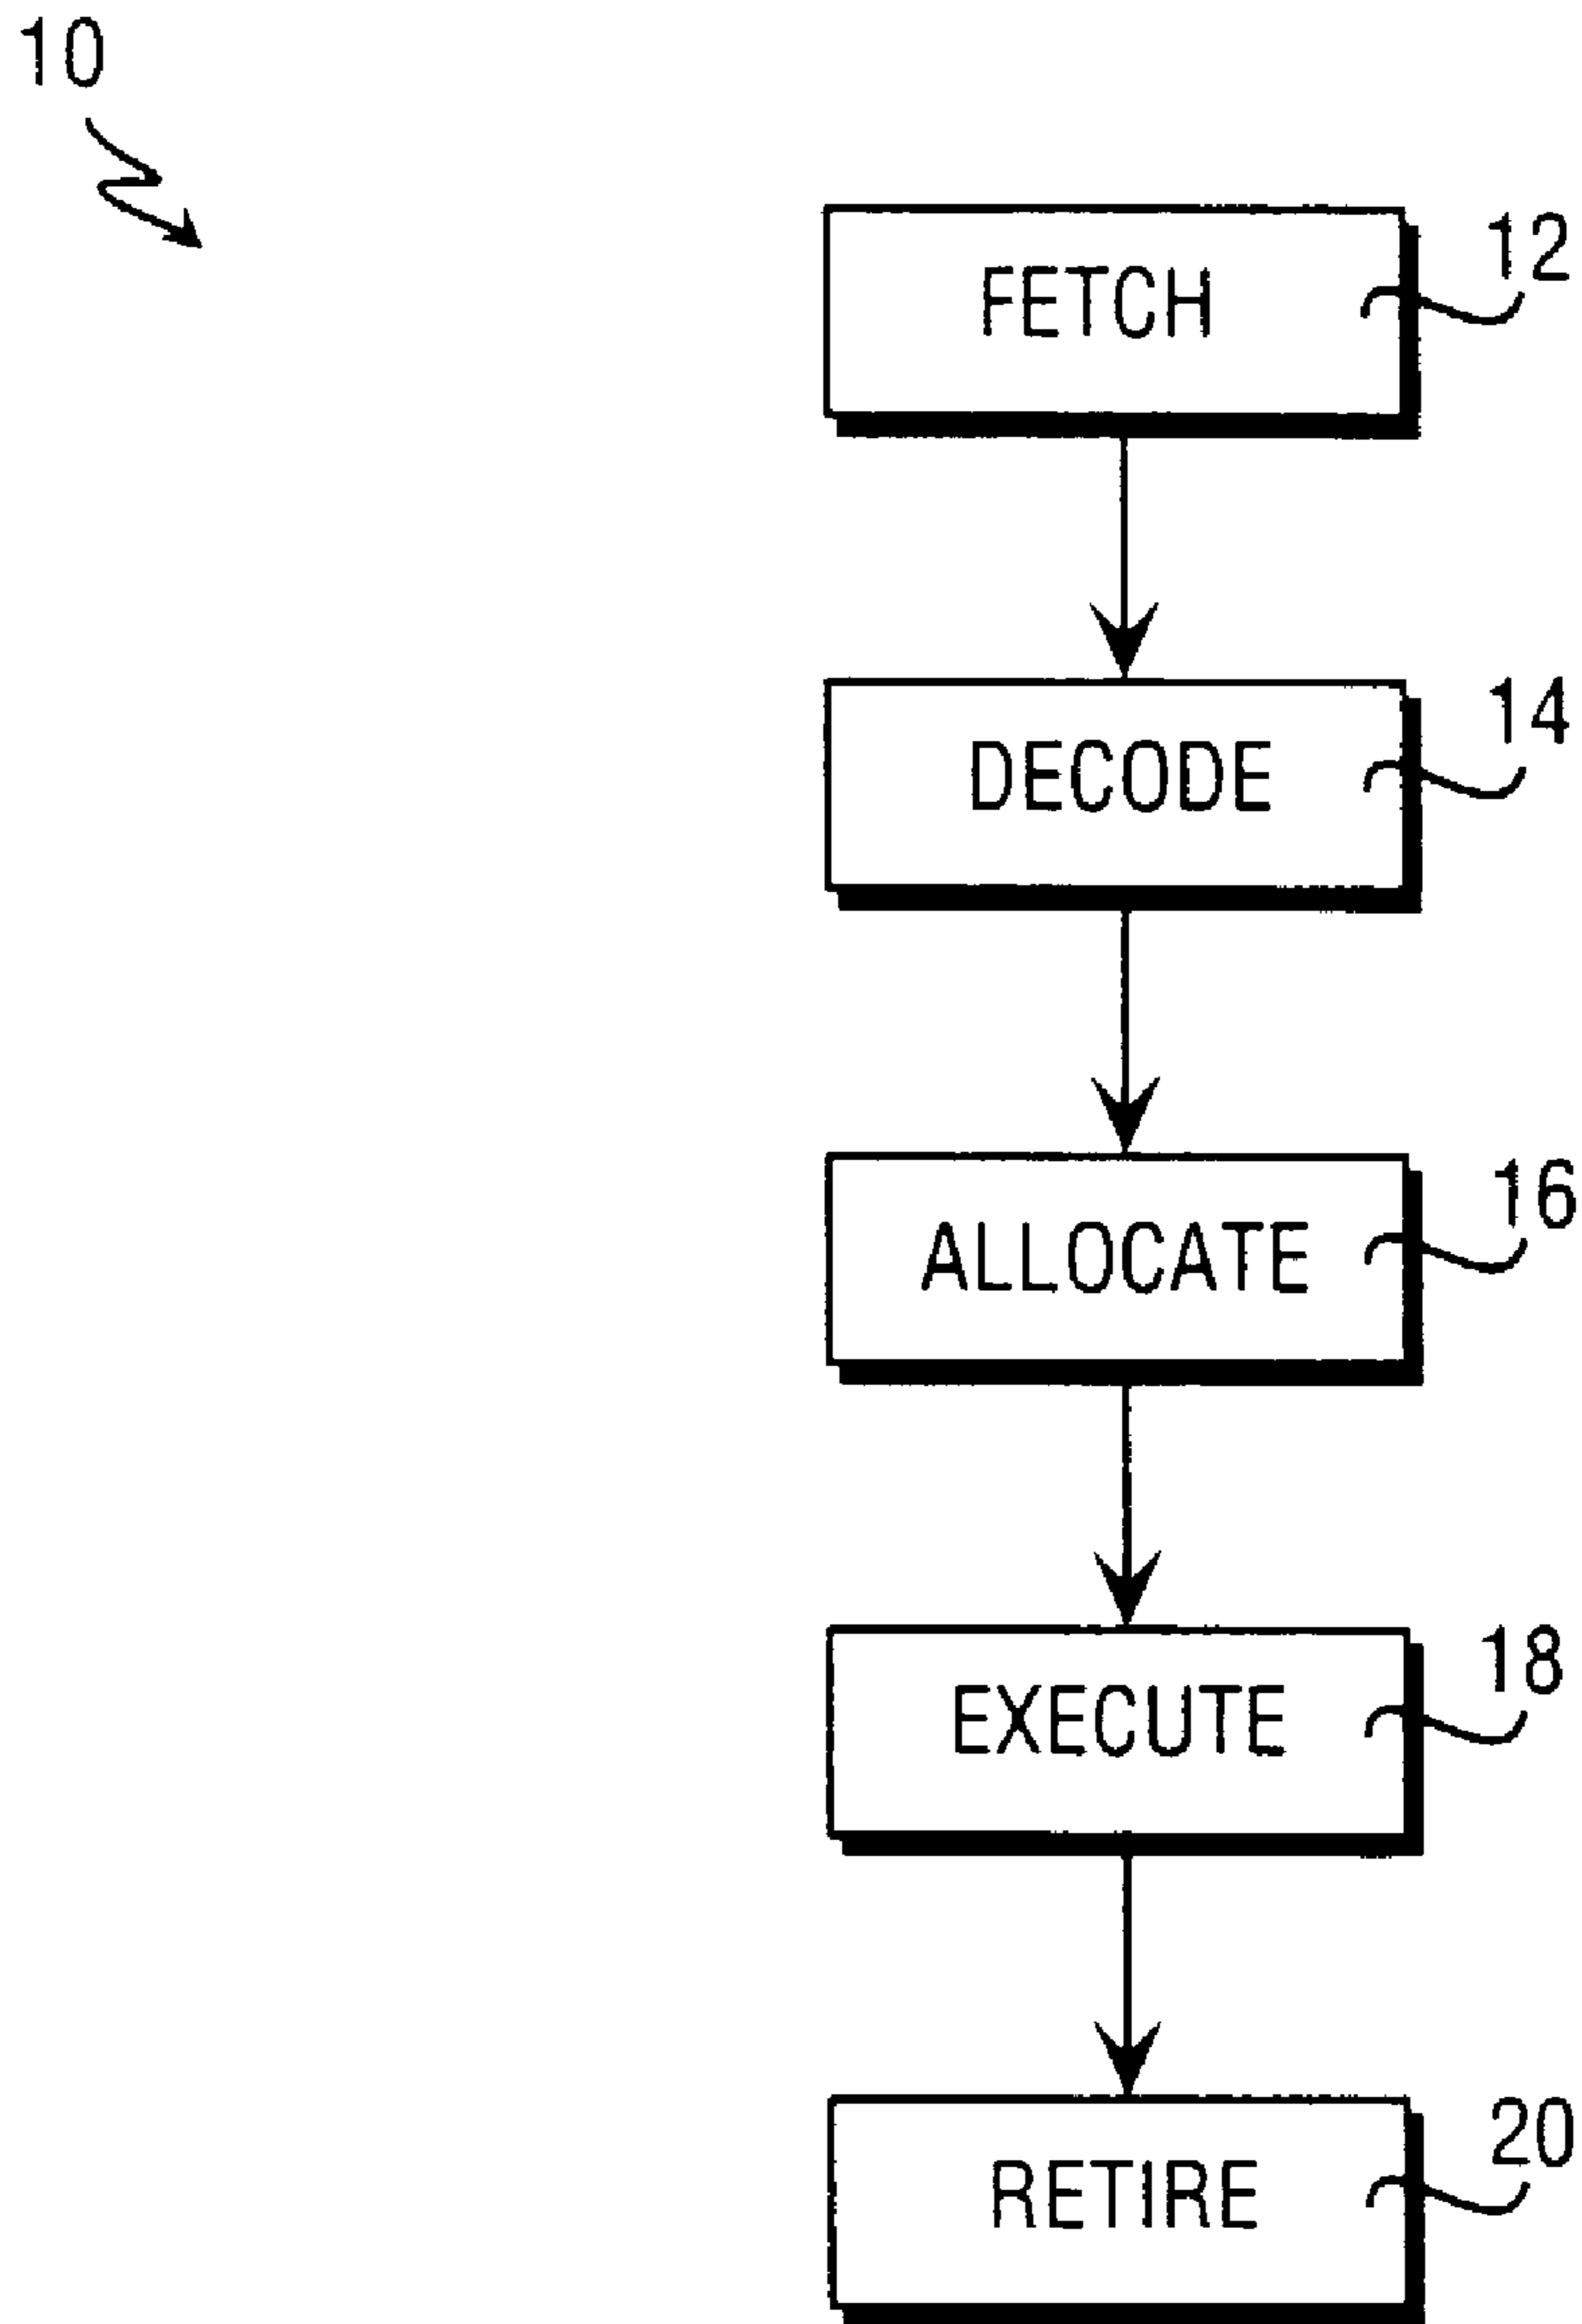 10
12
FETCH
14
DECODE
16
ALLOCATE
18
EXECUTE
20
RETIRE